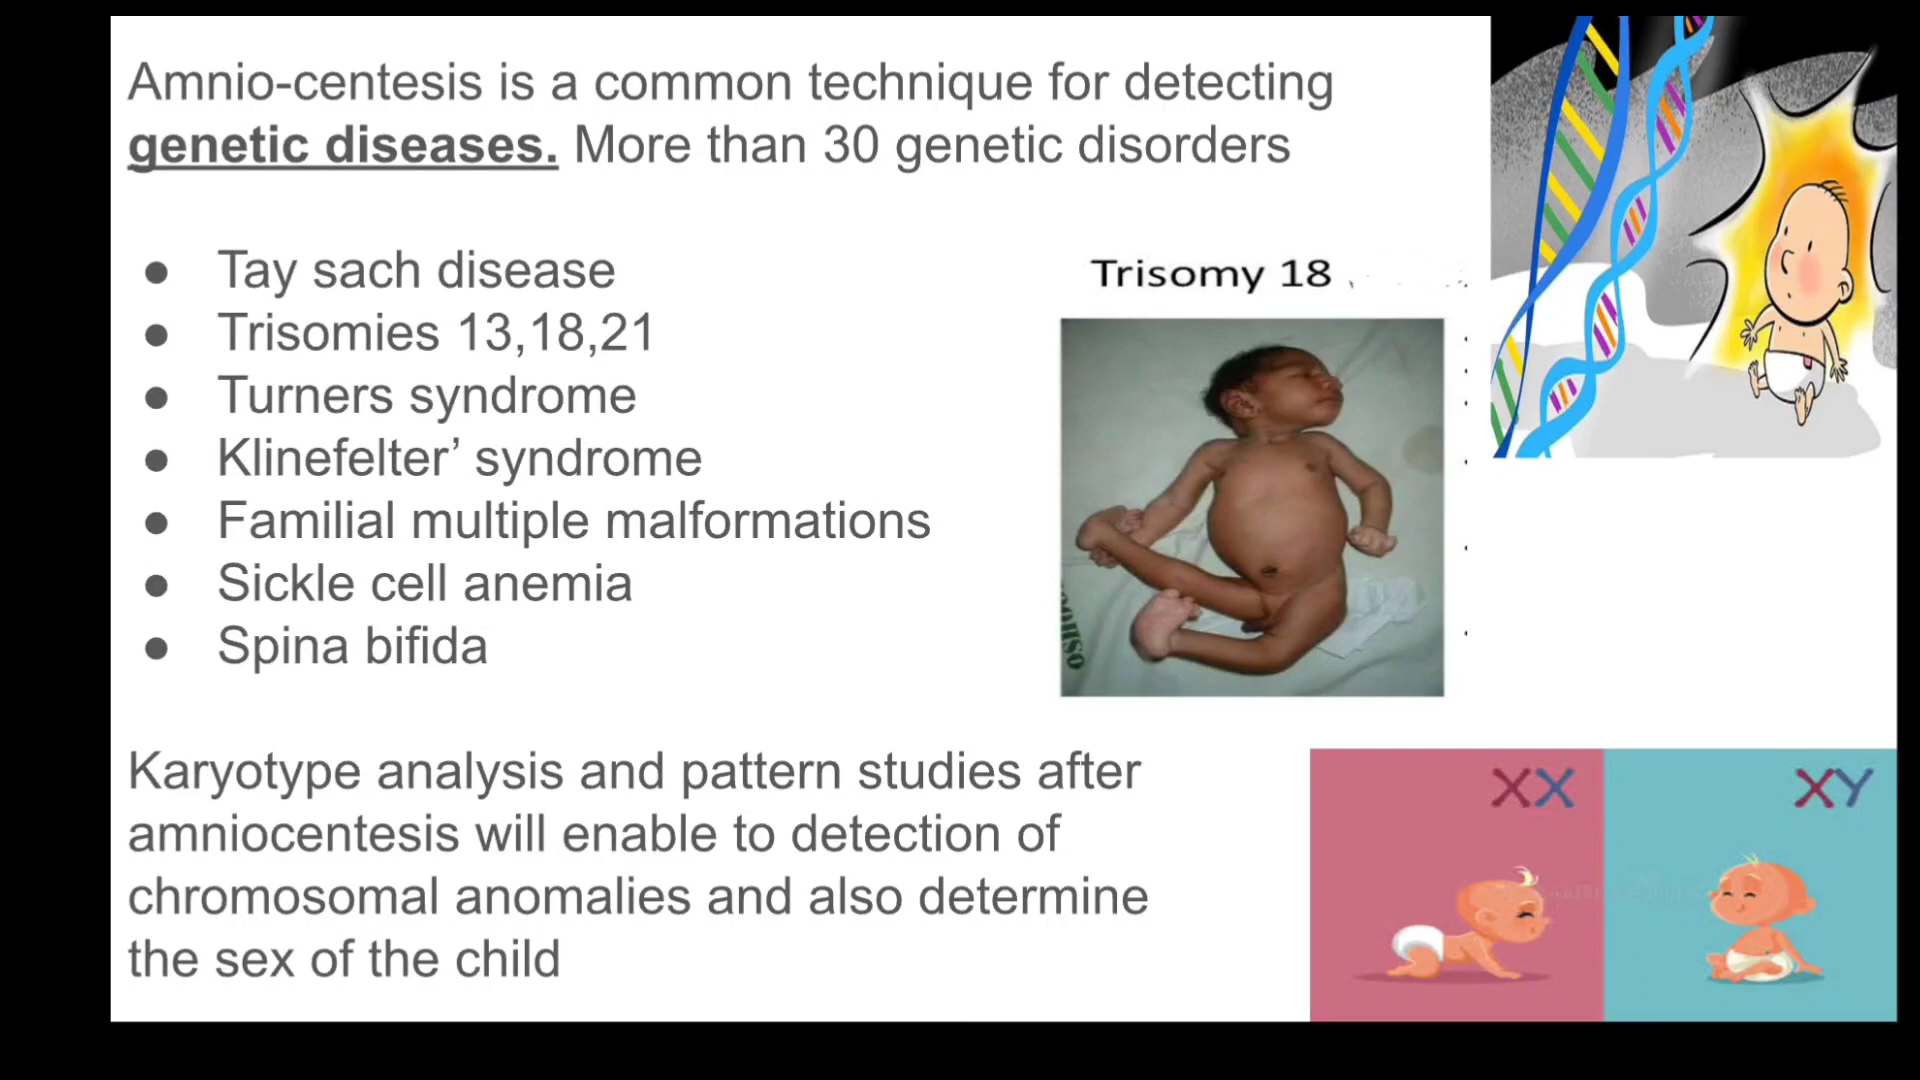 Amnio-centesis is a common technique for detecting
genetic diseases. More than 30 genetic disorders
● Tay sach disease
● Trisomies 13,18,21
● Turners syndrome
● Klinefelter’ syndrome
● Familial multiple malformations
● Sickle cell anemia
● Spina bifida
Trisomy 18
XX
XY
Karyotype analysis and pattern studies after
amniocentesis will enable to detection of
chromosomal anomalies and also determine
the sex of the child